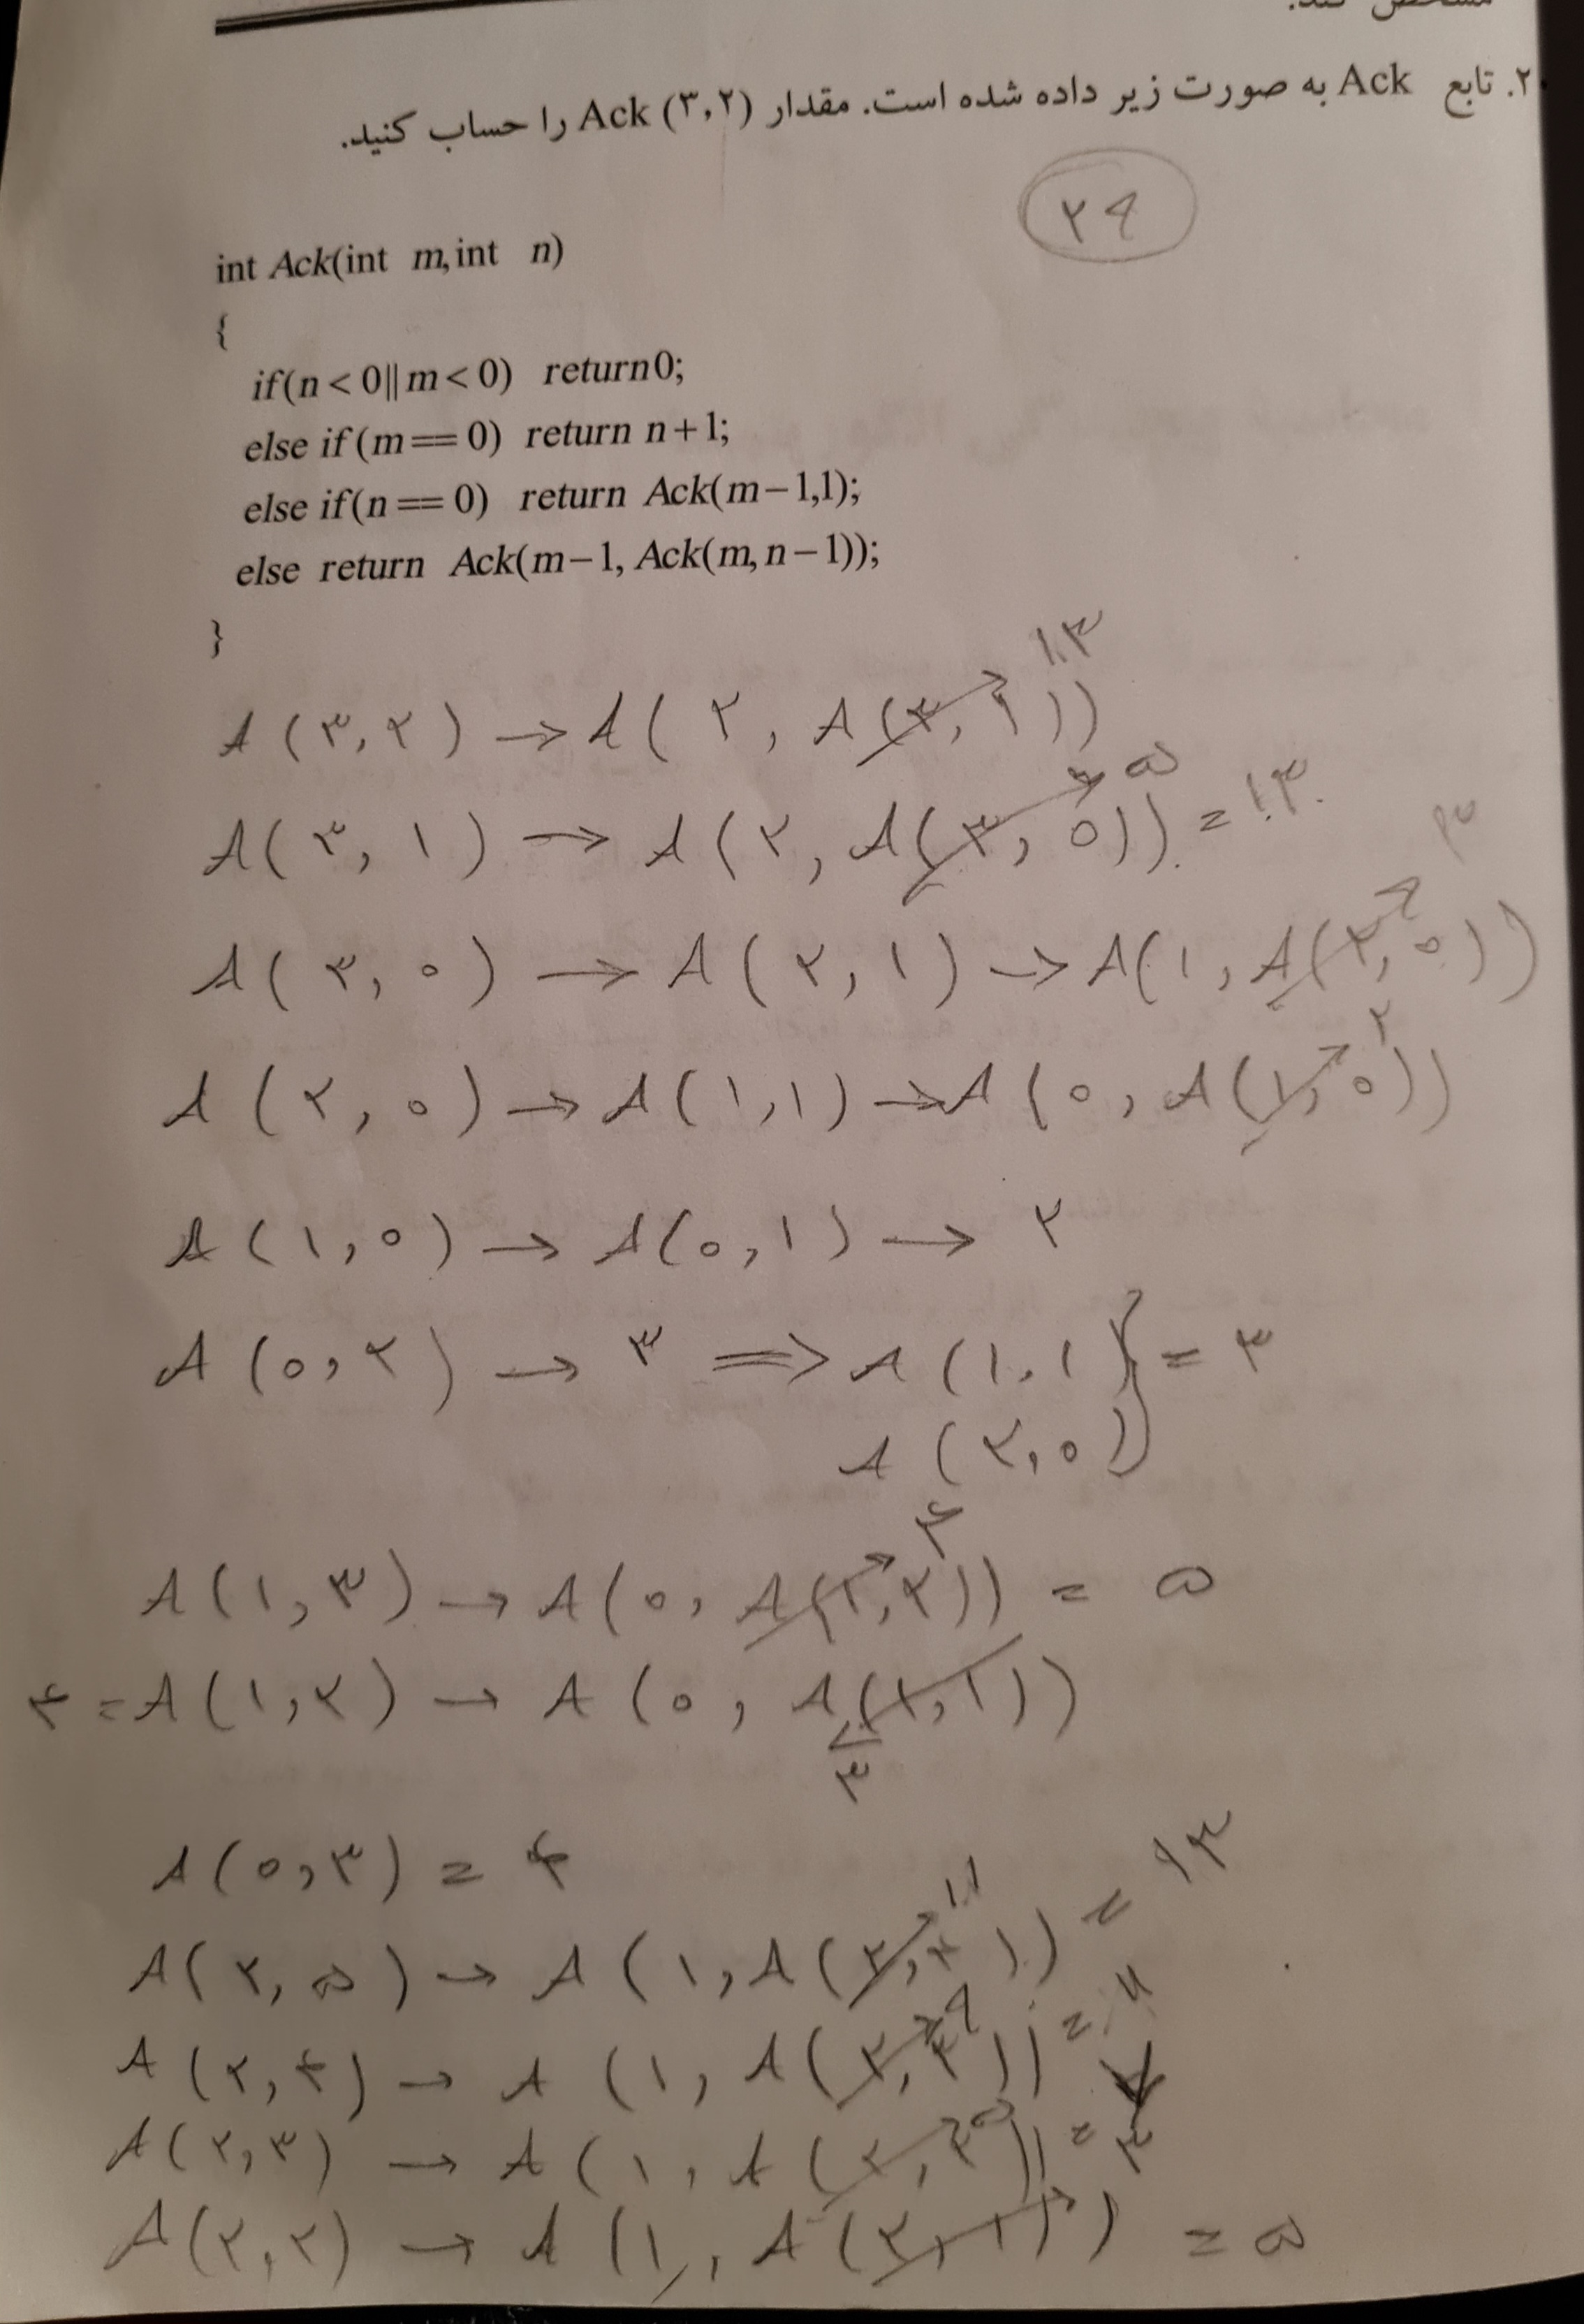 مشخص کنید.
۲. تابع Ack به صورت زیر داده شده است. مقدار Ack (۳,۲) را حساب کنید.
۲۹
int Ack(int m, int n)
{
if(n<0||m<0) return0;
else if(m==0) return n+1;
else if(n==0) return Ack(m-1,1);
else return Ack(m-1, Ack(m,n-1));
}
۱۳
A(۳,۲) → A(۲, A(۳,۱))
۵
A(۳,۱) → A(۲, A(۳,۰)) = ۱۳
۳
A(۳,۰) → A(۲,۱) → A(۱, A(۲,۰))
۲
A(۲,۰) → A(۱,۱) → A(۰, A(۱,۰))
A(۱,۰) → A(۰,۱) → ۲
A(۰,۲) → ۳ ⇒ A(۱,۱} = ۳
A(۲,۰)
۴
A(۱,۳) → A(۰, A(۱,۲)) = ۵
۴ = A(۱,۲) → A(۰, A(۱,۱))
۳
A(۰,۳) = ۴
۱۱
A(۲,۵) → A(۱, A(۲,۴)) = ۱۳
۹
A(۲,۴) → A(۱, A(۲,۳)) = ۱۱
۵
A(۲,۳) → A(۱, A(۲,۲)) =
A(۲,۲) → A(۱, A(۲,۱)) = ۵